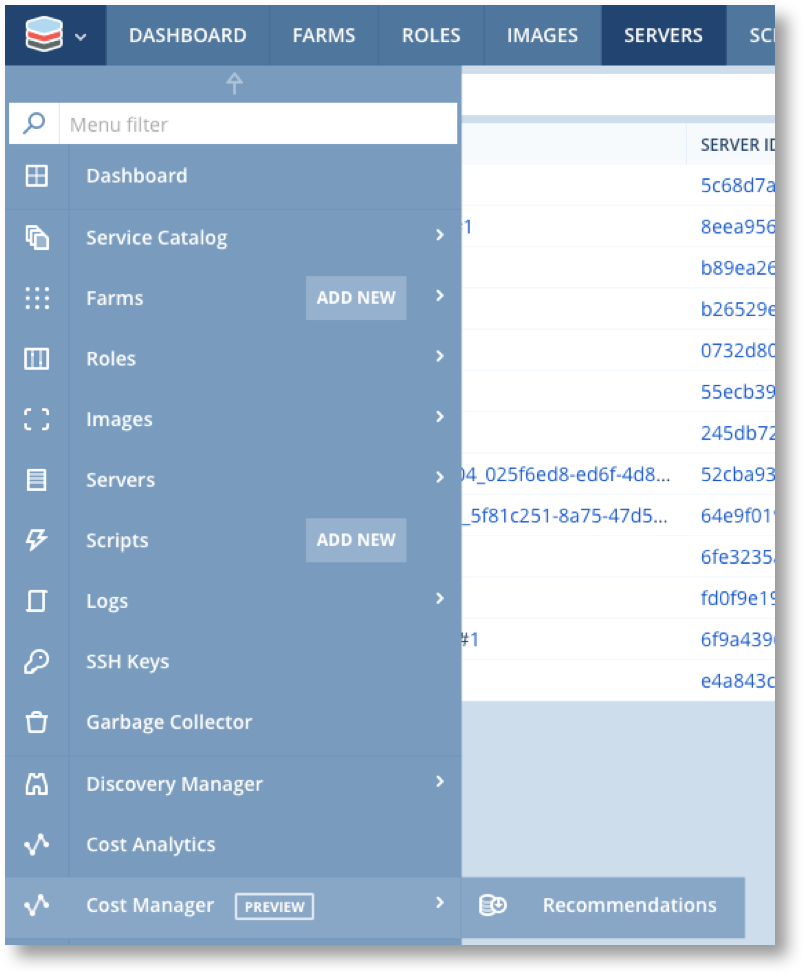 DASHBOARD FARMS ROLES IMAGES SERVERS
Menu filter
SERVER ID
Dashboard
5c68d7a
Service Catalog
#1
8eea956
b89ea26
Farms ADD NEW
b26529e
Roles
0732d80
55ecb39
Images
245db72
Servers
04_025f6ed8-ed6f-4d8...
52cba93
_5f81c251-8a75-47d5...
64e9f01
Scripts ADD NEW
6fe3235
Logs
fd0f9e19
#1
6f9a439
SSH Keys
e4a843c
Garbage Collector
Discovery Manager
Cost Analytics
Cost Manager PREVIEW
Recommendations